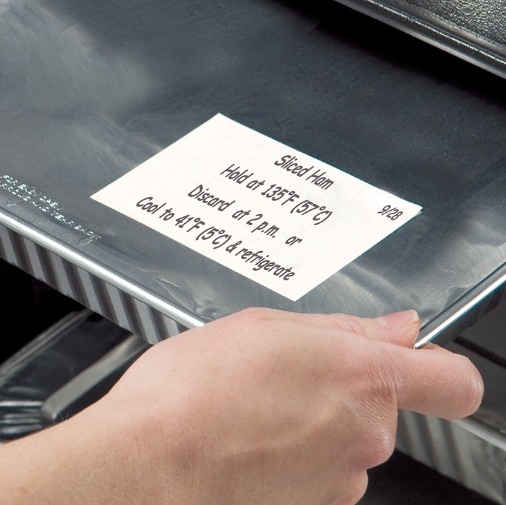 Sliced Ham
9/28
Hold at 135°F (57°C)
Discard at 2 p.m. or
Cool to 41°F (5°C) & refrigerate